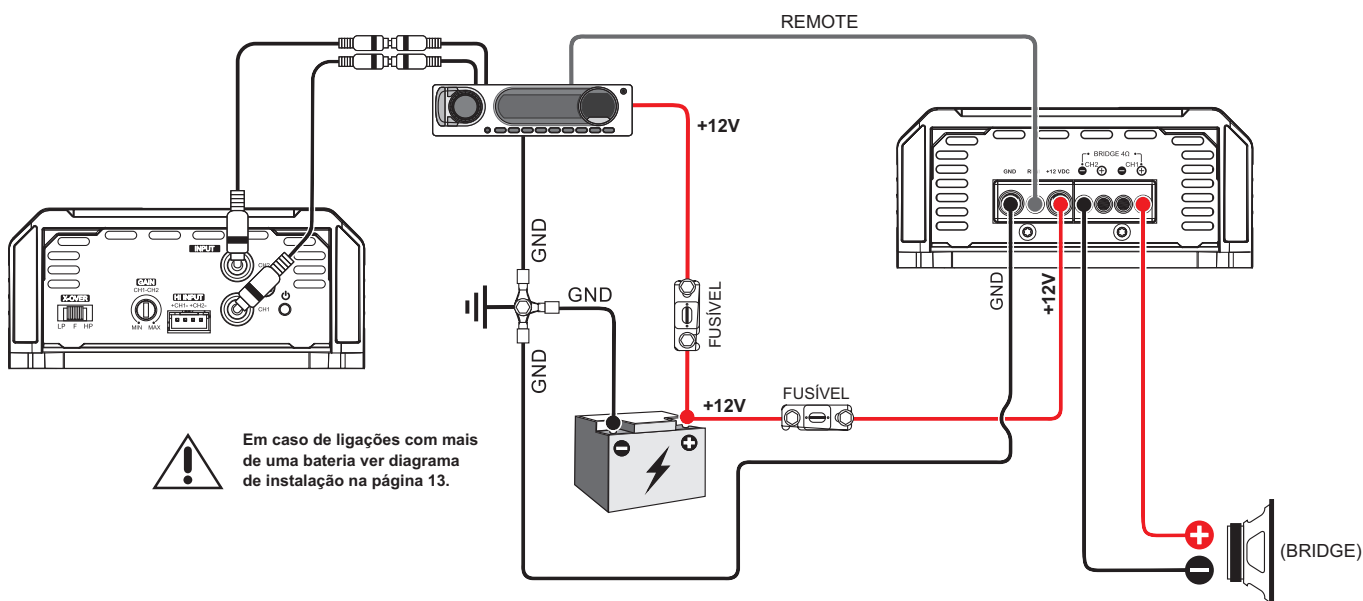 REMOTE
+12V
BRIDGE 4Ω
CH2
CH1
GND
+12 VDC
INPUT
CH1
GAIN
CH1-CH2
MIN MAX
X-OVER
LP F HP
HI INPUT
+CH1- +CH2-
GND
GND
GND
FUSÍVEL
GND
+12V
+12V
FUSÍVEL
Em caso de ligações com mais
de uma bateria ver diagrama
de instalação na página 13.
(BRIDGE)